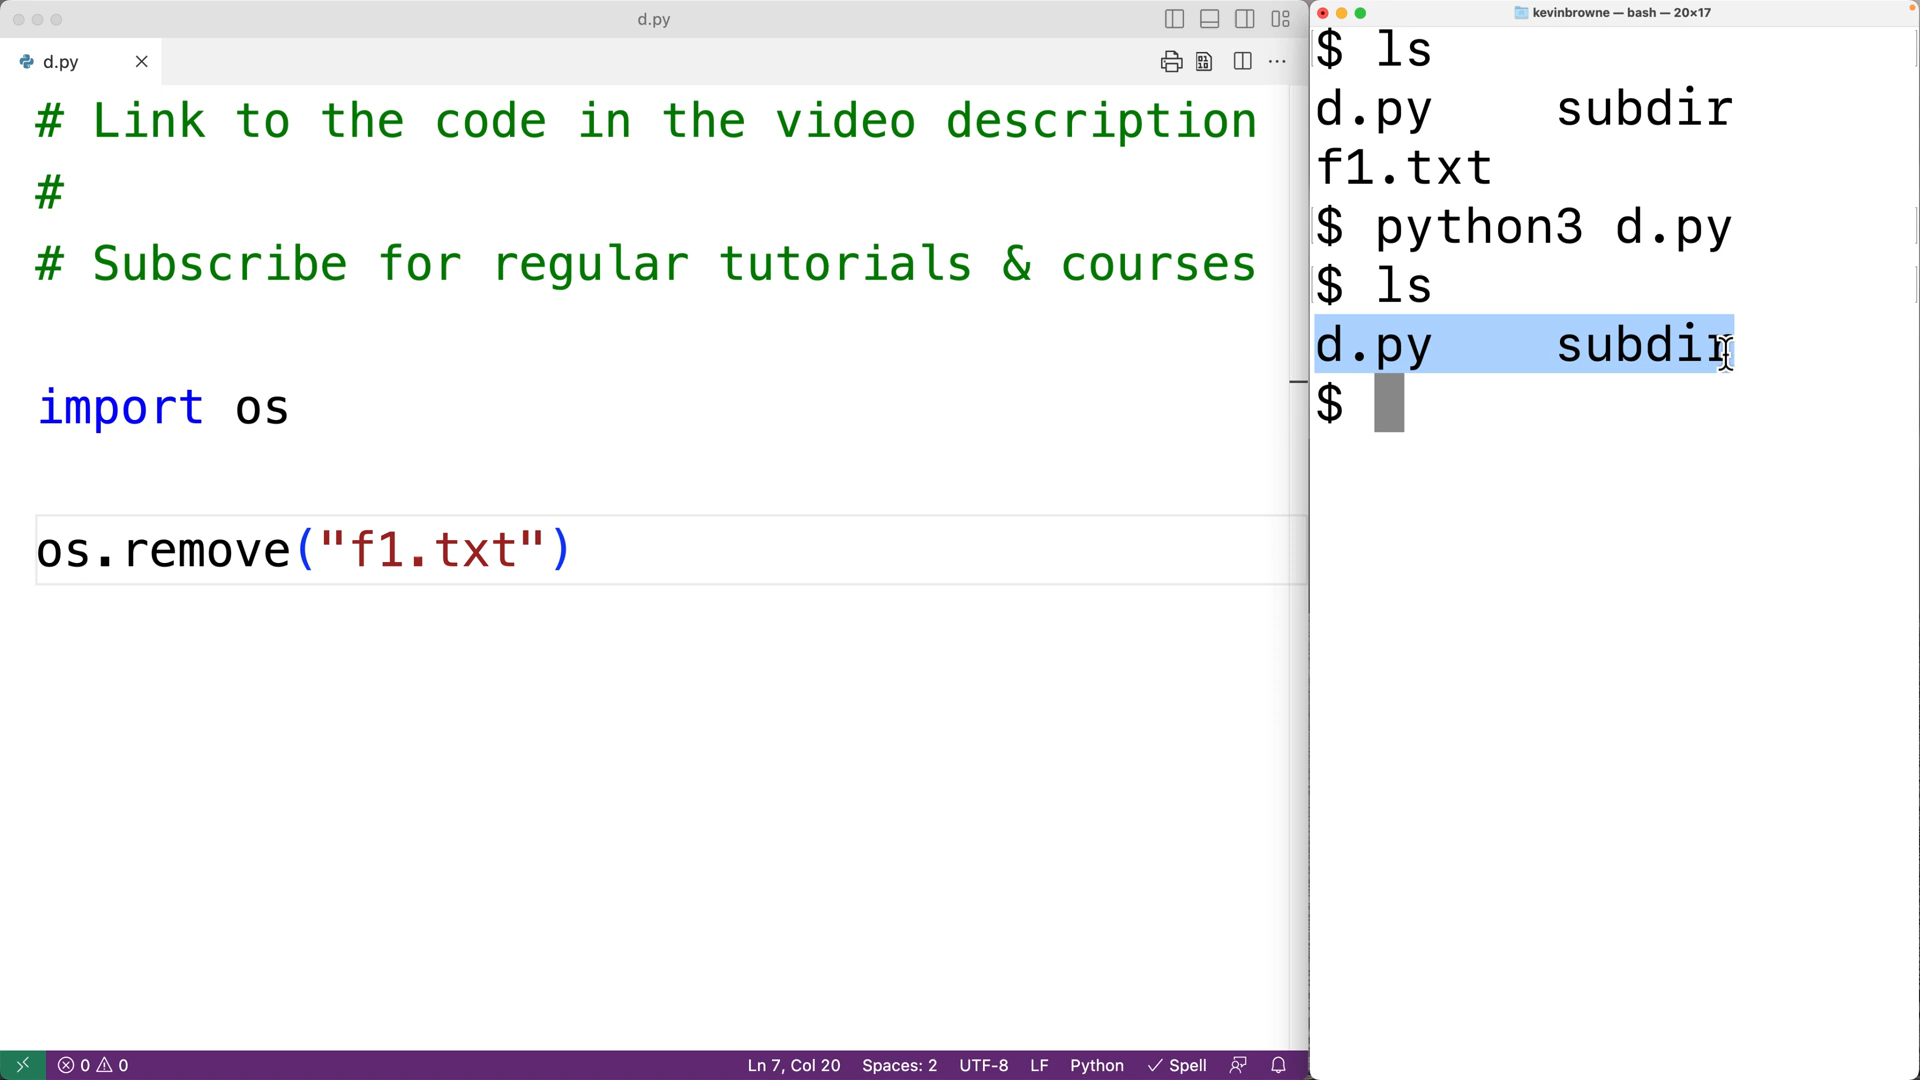 d.py
d.py
# Link to the code in the video description
#
# Subscribe for regular tutorials & courses
import os
os.remove("f1.txt")
0 0
Ln 7, Col 20 Spaces: 2 UTF-8 LF Python Spell
kevinbrowne — bash — 20×17
$ ls
d.py subdir
f1.txt
$ python3 d.py
$ ls
d.py subdir
$